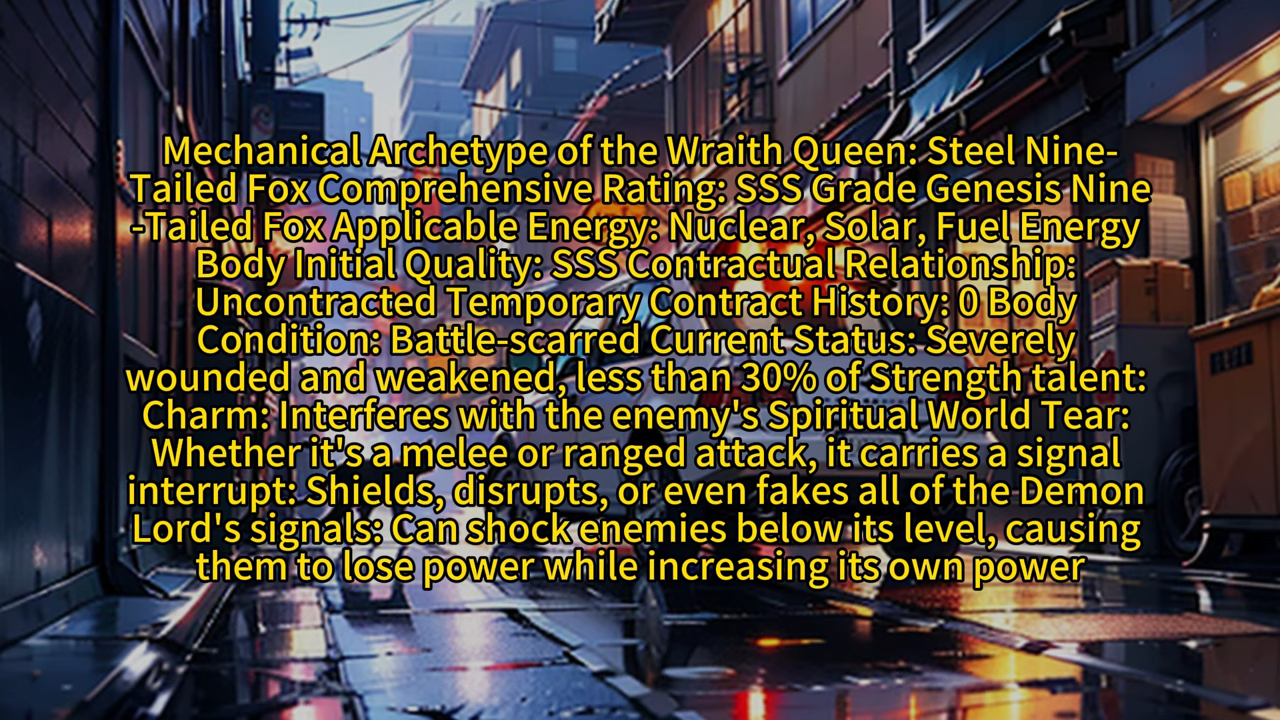 Mechanical Archetype of the Wraith Queen: Steel Nine-
Tailed Fox Comprehensive Rating: SSS Grade Genesis Nine
-Tailed Fox Applicable Energy: Nuclear, Solar, Fuel Energy
Body Initial Quality: SSS Contractual Relationship:
Uncontracted Temporary Contract History: 0 Body
Condition: Battle-scarred Current Status: Severely
wounded and weakened, less than 30% of Strength talent:
Charm: Interferes with the enemy's Spiritual World Tear:
Whether it's a melee or ranged attack, it carries a signal
interrupt: Shields, disrupts, or even fakes all of the Demon
Lord's signals: Can shock enemies below its level, causing
them to lose power while increasing its own power